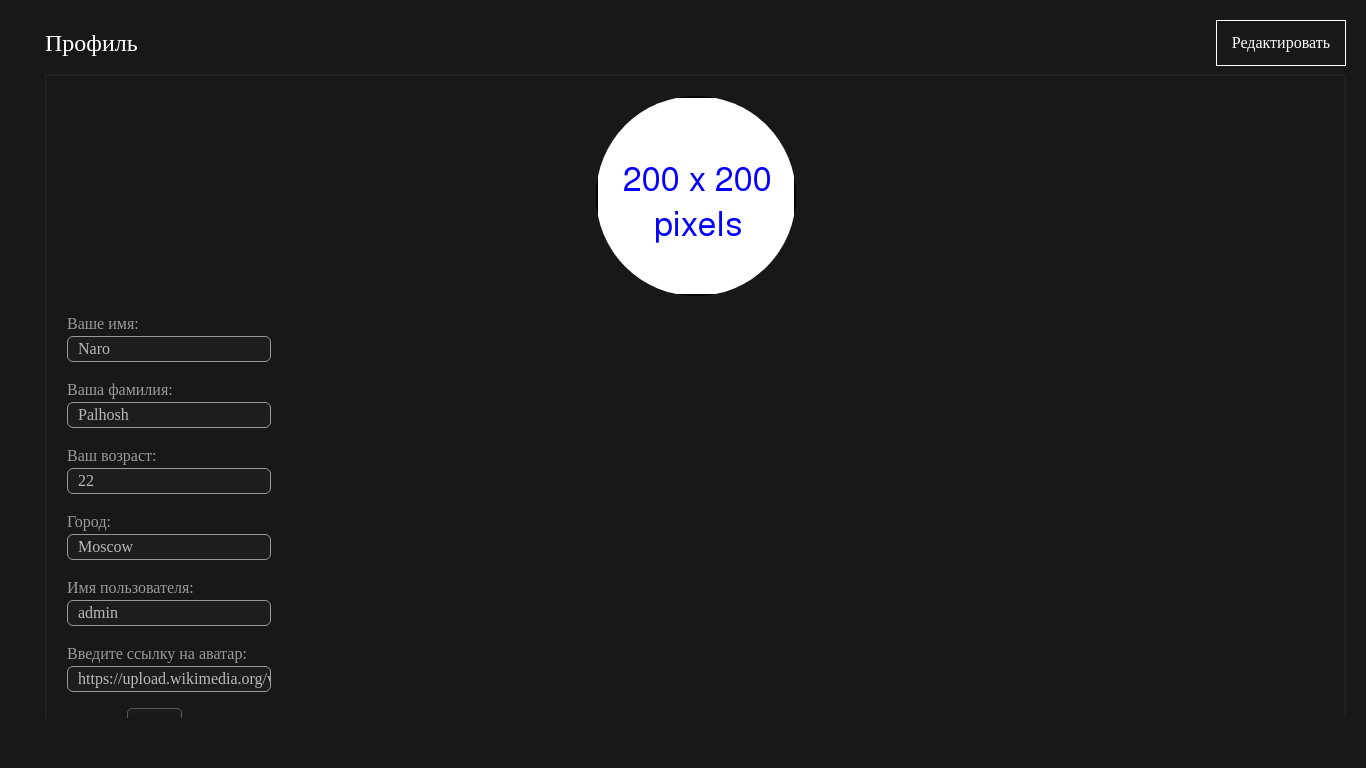 Профиль
Редактировать
200 x 200
pixels
Ваше имя:
Naro
Ваша фамилия:
Palhosh
Ваш возраст:
22
Город:
Moscow
Имя пользователя:
admin
Введите ссылку на аватар:
https://upload.wikimedia.org/